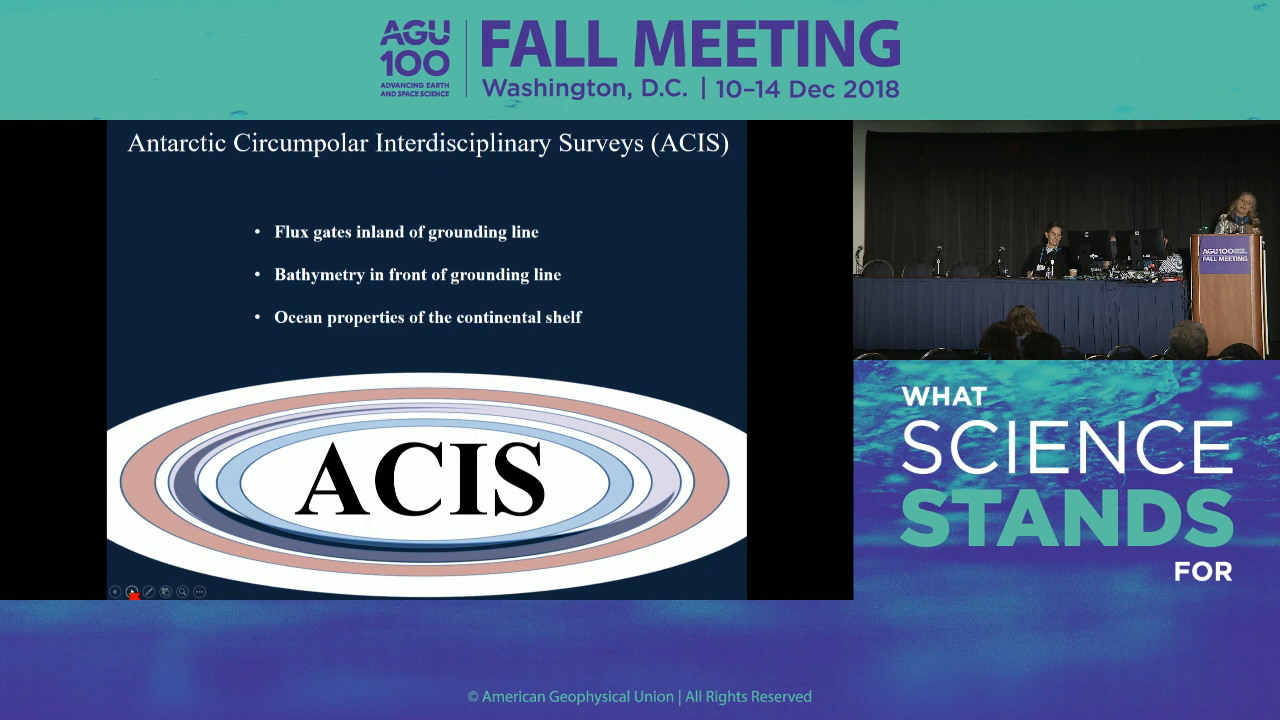 AGU
100
ADVANCING EARTH
AND SPACE SCIENCE
FALL MEETING
Washington, D.C. | 10–14 Dec 2018
Antarctic Circumpolar Interdisciplinary Surveys (ACIS)
• Flux gates inland of grounding line
• Bathymetry in front of grounding line
• Ocean properties of the continental shelf
ACIS
AGU100
FALL MEETING
WHAT
SCIENCE
STANDS
FOR
© American Geophysical Union | All Rights Reserved